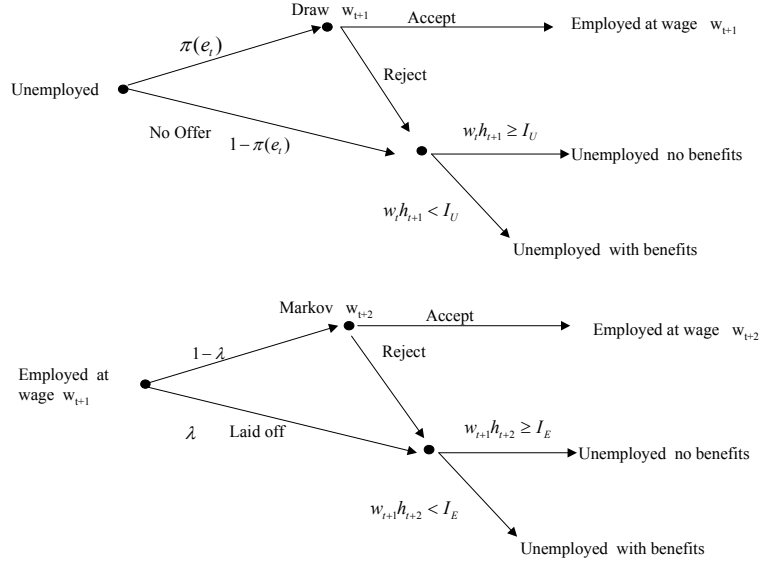 Draw w_{t+1}
Accept
Employed at wage w_{t+1}
π(e_t)
Reject
Unemployed
No Offer
1−π(e_t)
w_t h_{t+1} ≥ I_U
Unemployed no benefits
w_t h_{t+1} < I_U
Unemployed with benefits
Markov w_{t+2}
Accept
Employed at wage w_{t+2}
1−λ
Reject
Employed at
wage w_{t+1}
λ
Laid off
w_{t+1} h_{t+2} ≥ I_E
Unemployed no benefits
w_{t+1} h_{t+2} < I_E
Unemployed with benefits